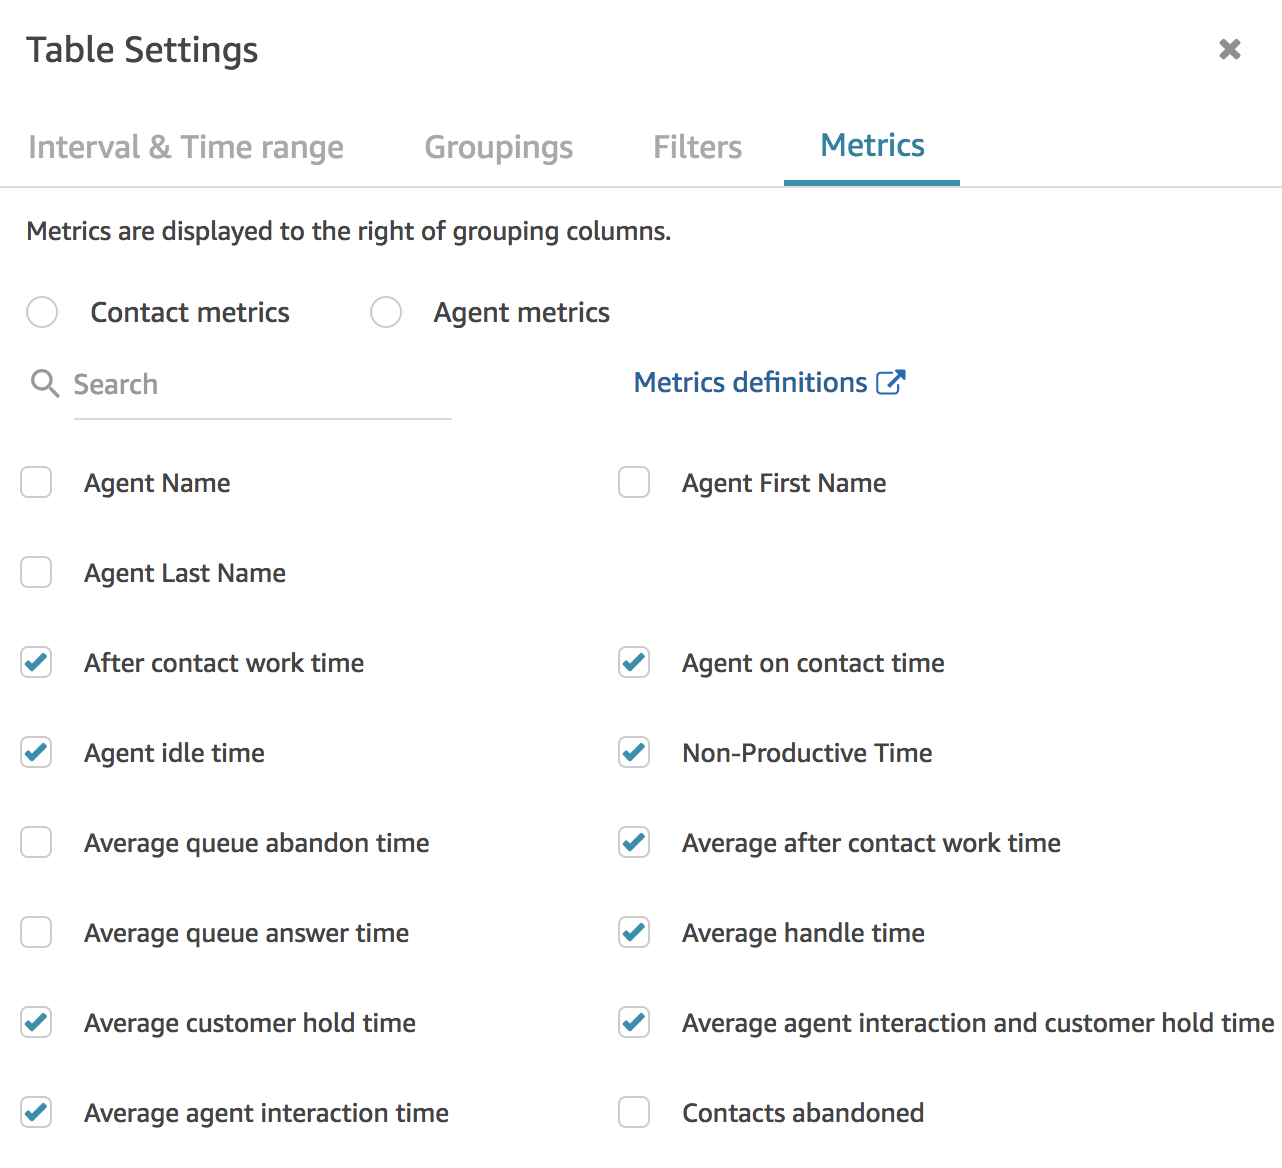 Table Settings
Interval & Time range Groupings Filters Metrics
Metrics are displayed to the right of grouping columns.
Contact metrics Agent metrics
Search Metrics definitions
Agent Name Agent First Name
Agent Last Name
After contact work time Agent on contact time
Agent idle time Non-Productive Time
Average queue abandon time Average after contact work time
Average queue answer time Average handle time
Average customer hold time Average agent interaction and customer hold time
Average agent interaction time Contacts abandoned